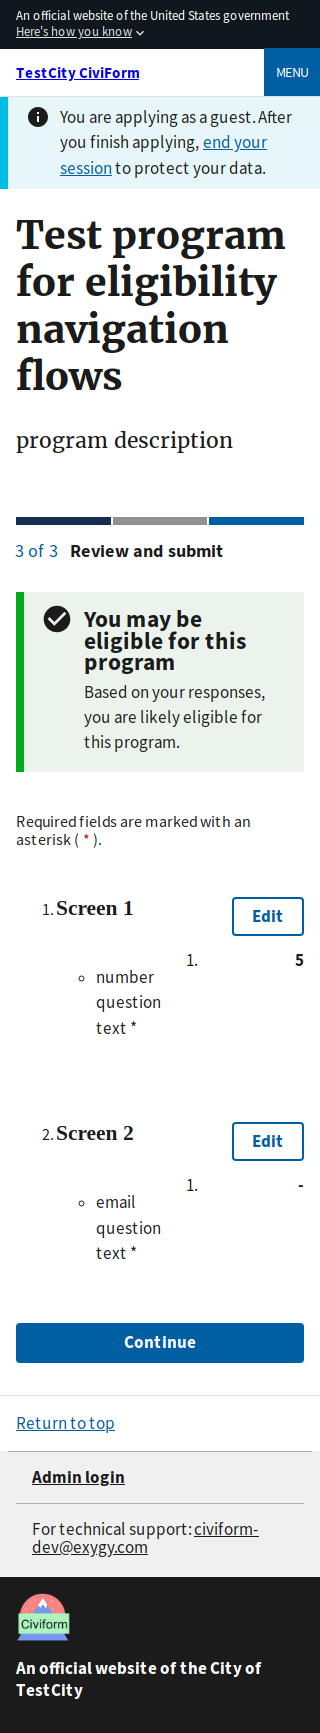 An official website of the United States government
Here's how you know
TestCity CiviForm
MENU
You are applying as a guest. After
you finish applying, end your
session to protect your data.
Test program
for eligibility
navigation
flows
program description
3 of 3 Review and submit
You may be
eligible for this
program
Based on your responses,
you are likely eligible for
this program.
Required fields are marked with an
asterisk ( * ).
1. Screen 1
Edit
number
question
text *
1. 5
2. Screen 2
Edit
email
question
text *
1. -
Continue
Return to top
Admin login
For technical support: civiform-
dev@exygy.com
Civiform
An official website of the City of
TestCity